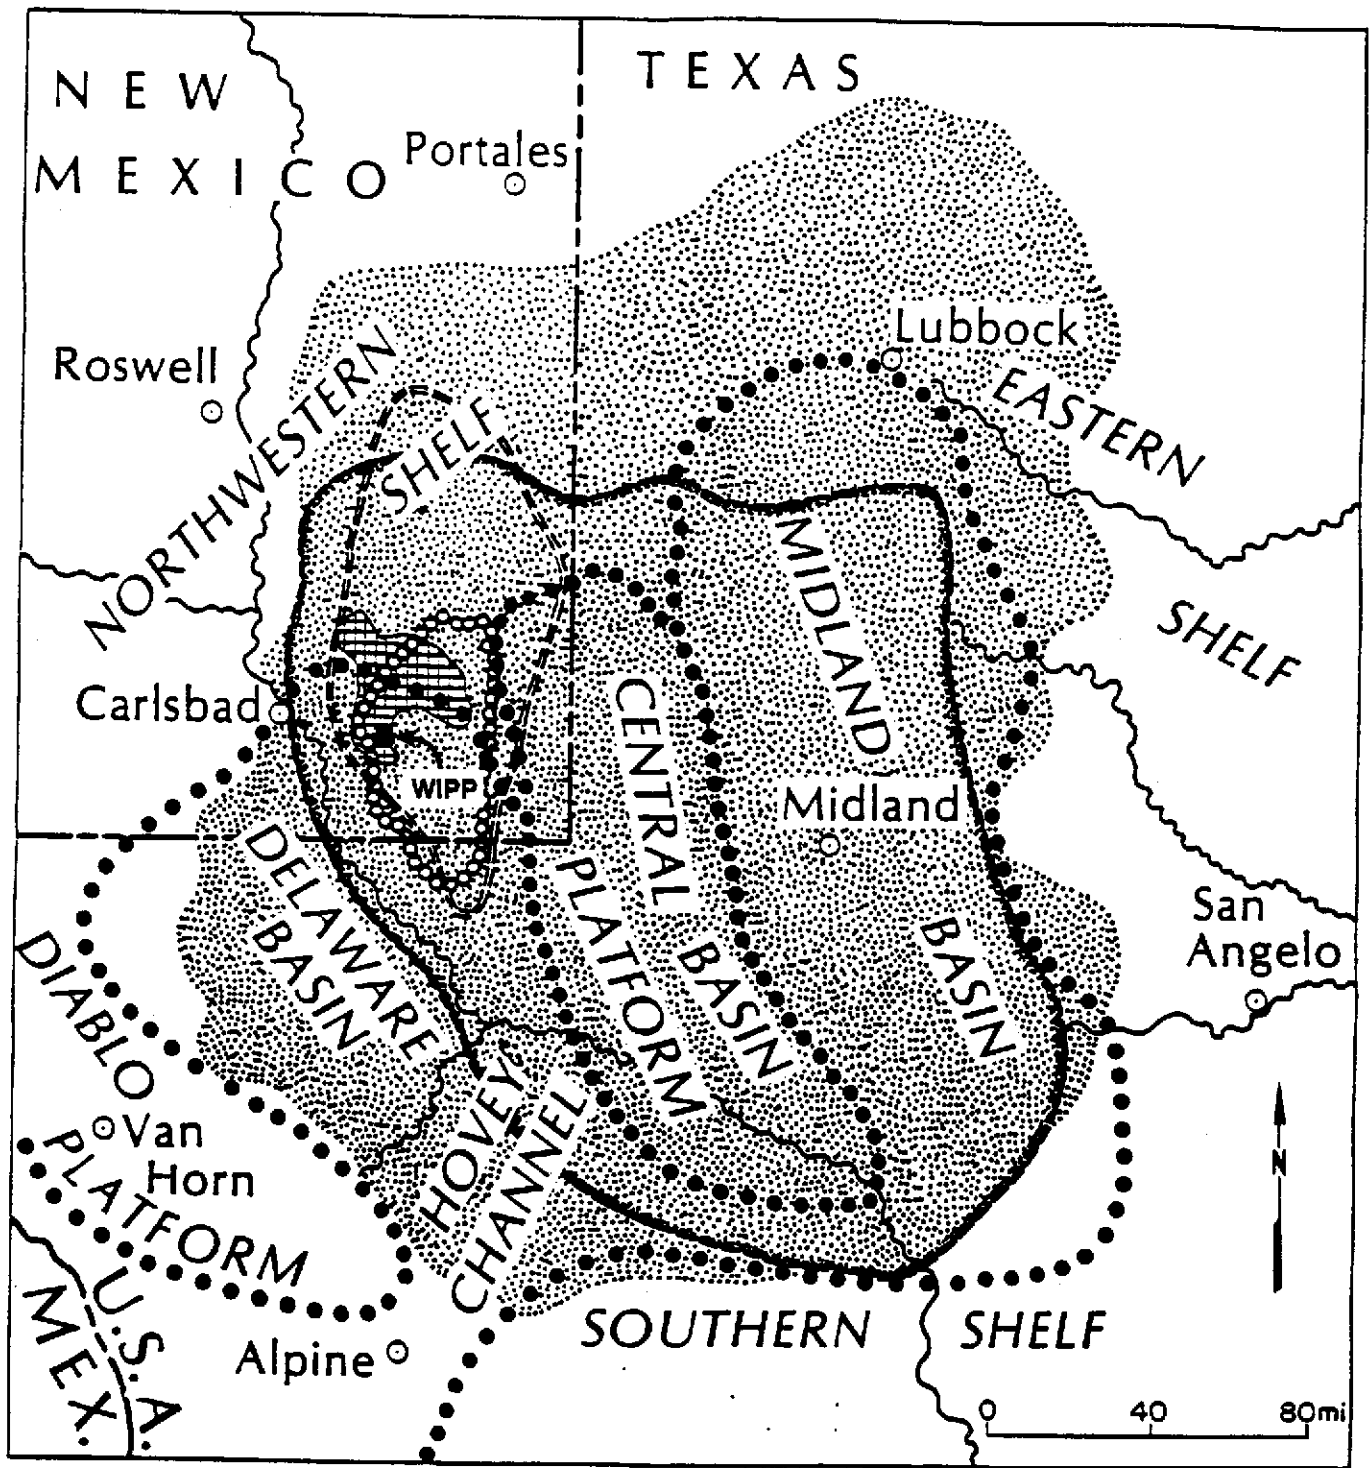 NEW
MEXICO
TEXAS
Portales
Lubbock
Roswell
NORTHWESTERN
SHELF
EASTERN
SHELF
MIDLAND
BASIN
Carlsbad
WIPP
CENTRAL BASIN
PLATFORM
Midland
DELAWARE
BASIN
San
Angelo
DIABLO
PLATFORM
Van
Horn
HOVEY
CHANNEL
N
U.S.A.
MEX.
Alpine
SOUTHERN SHELF
0 40 80mi